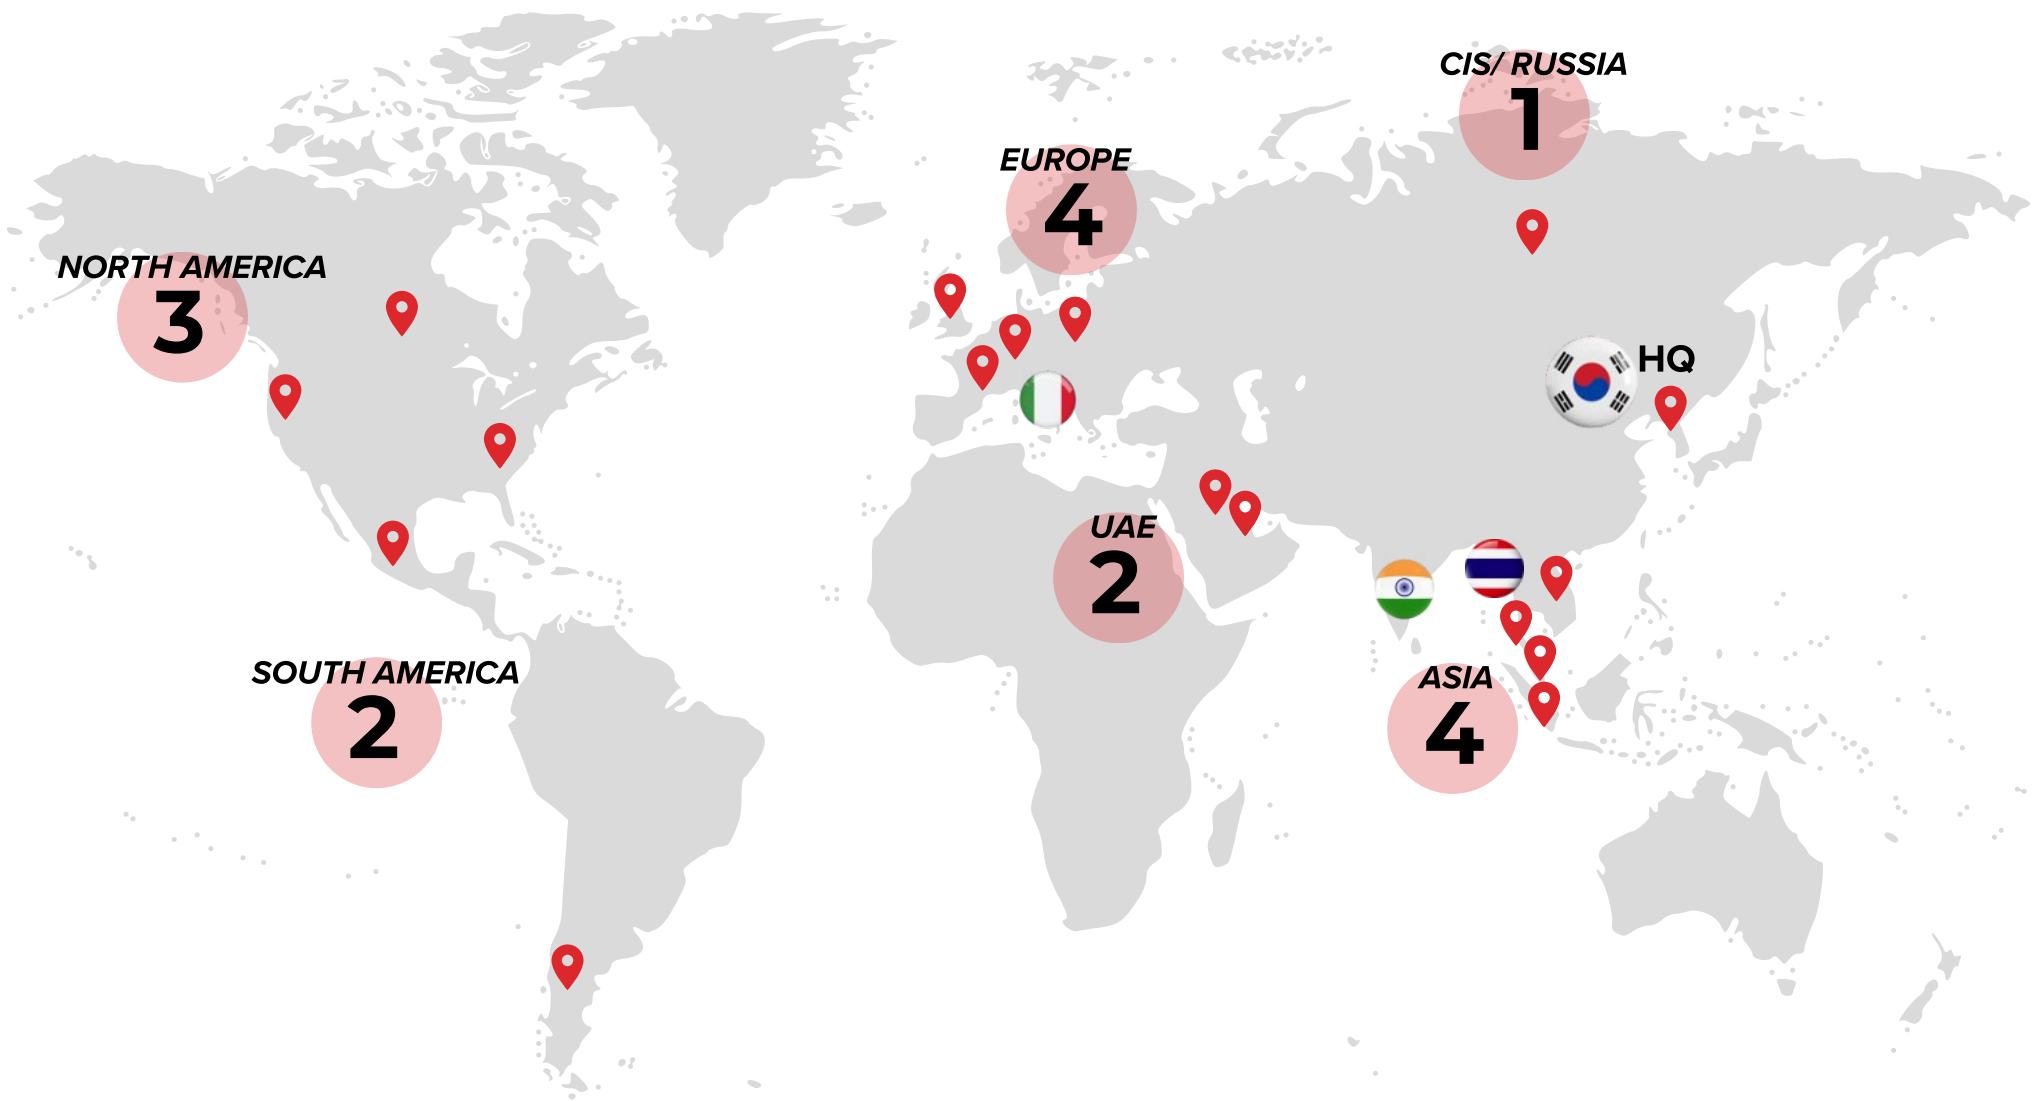 CIS/ RUSSIA
1
EUROPE
4
NORTH AMERICA
3
HQ
UAE
2
SOUTH AMERICA
2
ASIA
4